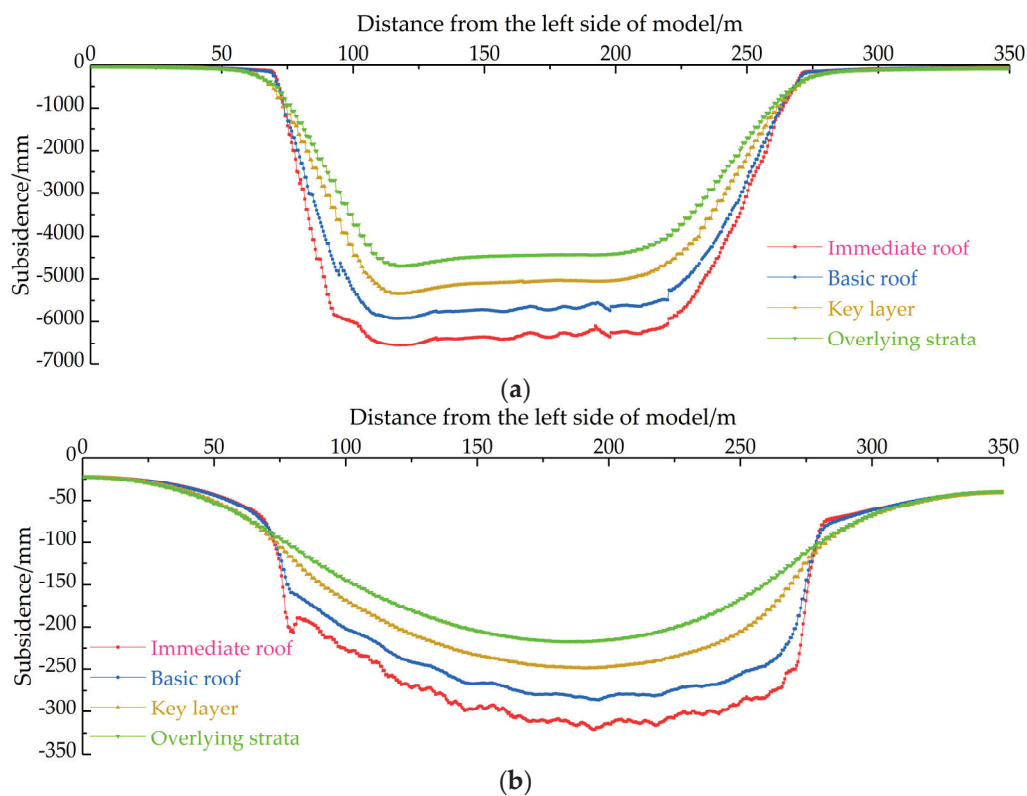 Distance from the left side of model/m
0 50 100 150 200 250 300 350
0
-1000
-2000
-3000
-4000
-5000
-6000
-7000
Subsidence/mm
Immediate roof
Basic roof
Key layer
Overlying strata
(a)
Distance from the left side of model/m
0 50 100 150 200 250 300 350
0
-50
-100
-150
-200
-250
-300
-350
Subsidence/mm
Immediate roof
Basic roof
Key layer
Overlying strata
(b)